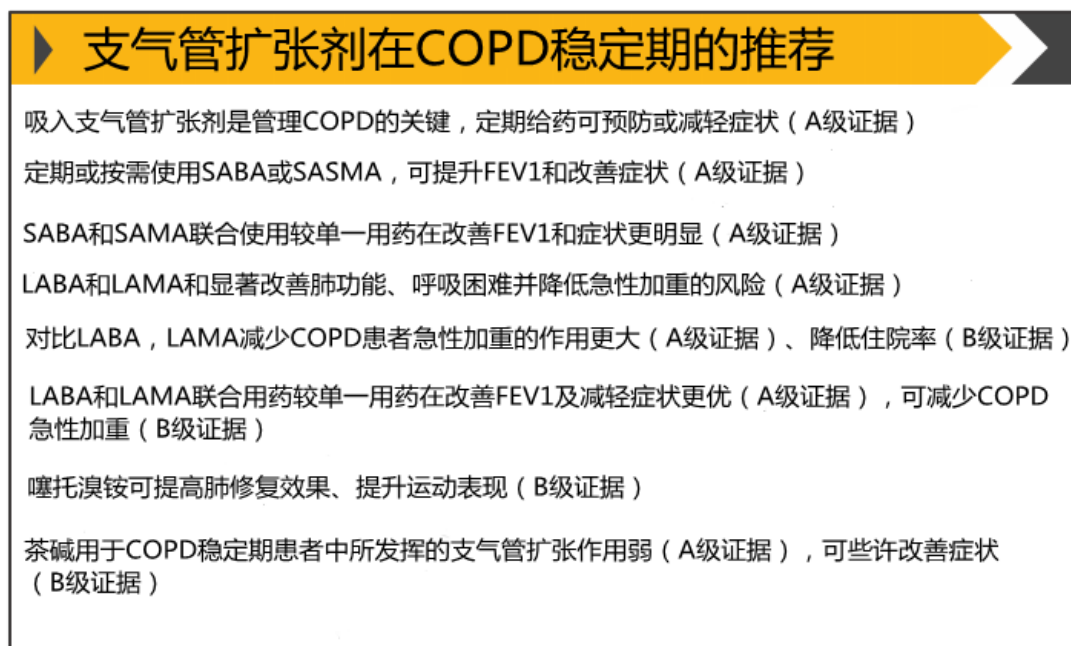 支气管扩张剂在COPD稳定期的推荐
吸入支气管扩张剂是管理COPD的关键，定期给药可预防或减轻症状（A级证据）
定期或按需使用SABA或SASMA，可提升FEV1和改善症状（A级证据）
SABA和SAMA联合使用较单一用药在改善FEV1和症状更明显（A级证据）
LABA和LAMA和显著改善肺功能、呼吸困难并降低急性加重的风险（A级证据）
对比LABA，LAMA减少COPD患者急性加重的作用更大（A级证据）、降低住院率（B级证据）
LABA和LAMA联合用药较单一用药在改善FEV1及减轻症状更优（A级证据），可减少COPD
急性加重（B级证据）
噻托溴铵可提高肺修复效果、提升运动表现（B级证据）
茶碱用于COPD稳定期患者中所发挥的支气管扩张作用弱（A级证据），可些许改善症状
（B级证据）